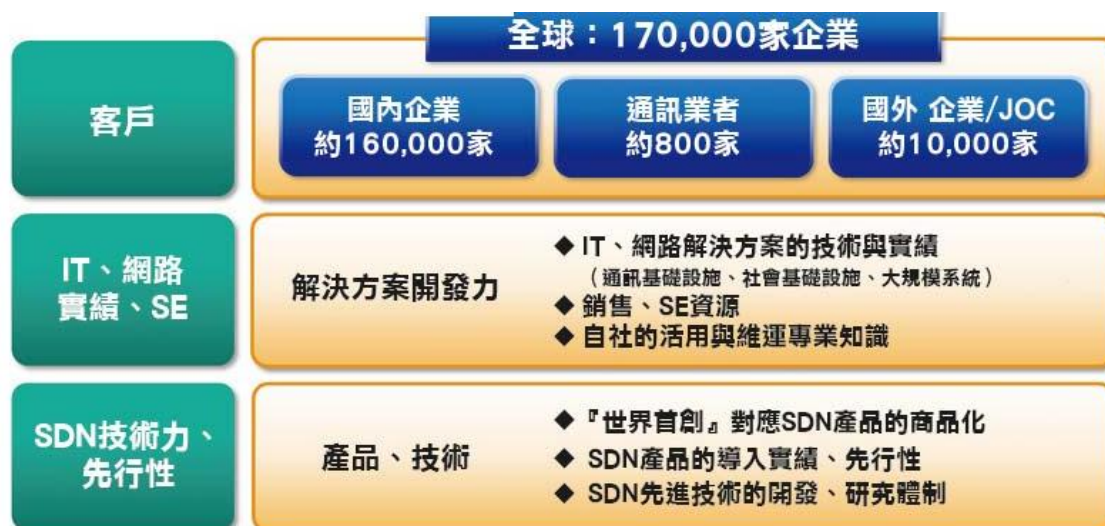 全球：170,000家企業
客戶
國內企業
約160,000家
通訊業者
約800家
國外 企業/JOC
約10,000家
IT、網路
實績、SE
解決方案開發力
◆ IT、網路解決方案的技術與實績
（通訊基礎設施、社會基礎設施、大規模系統）
◆ 銷售、SE資源
◆ 自社的活用與維運專業知識
SDN技術力、
先行性
產品、技術
◆『世界首創』對應SDN產品的商品化
◆ SDN產品的導入實績、先行性
◆ SDN先進技術的開發、研究體制